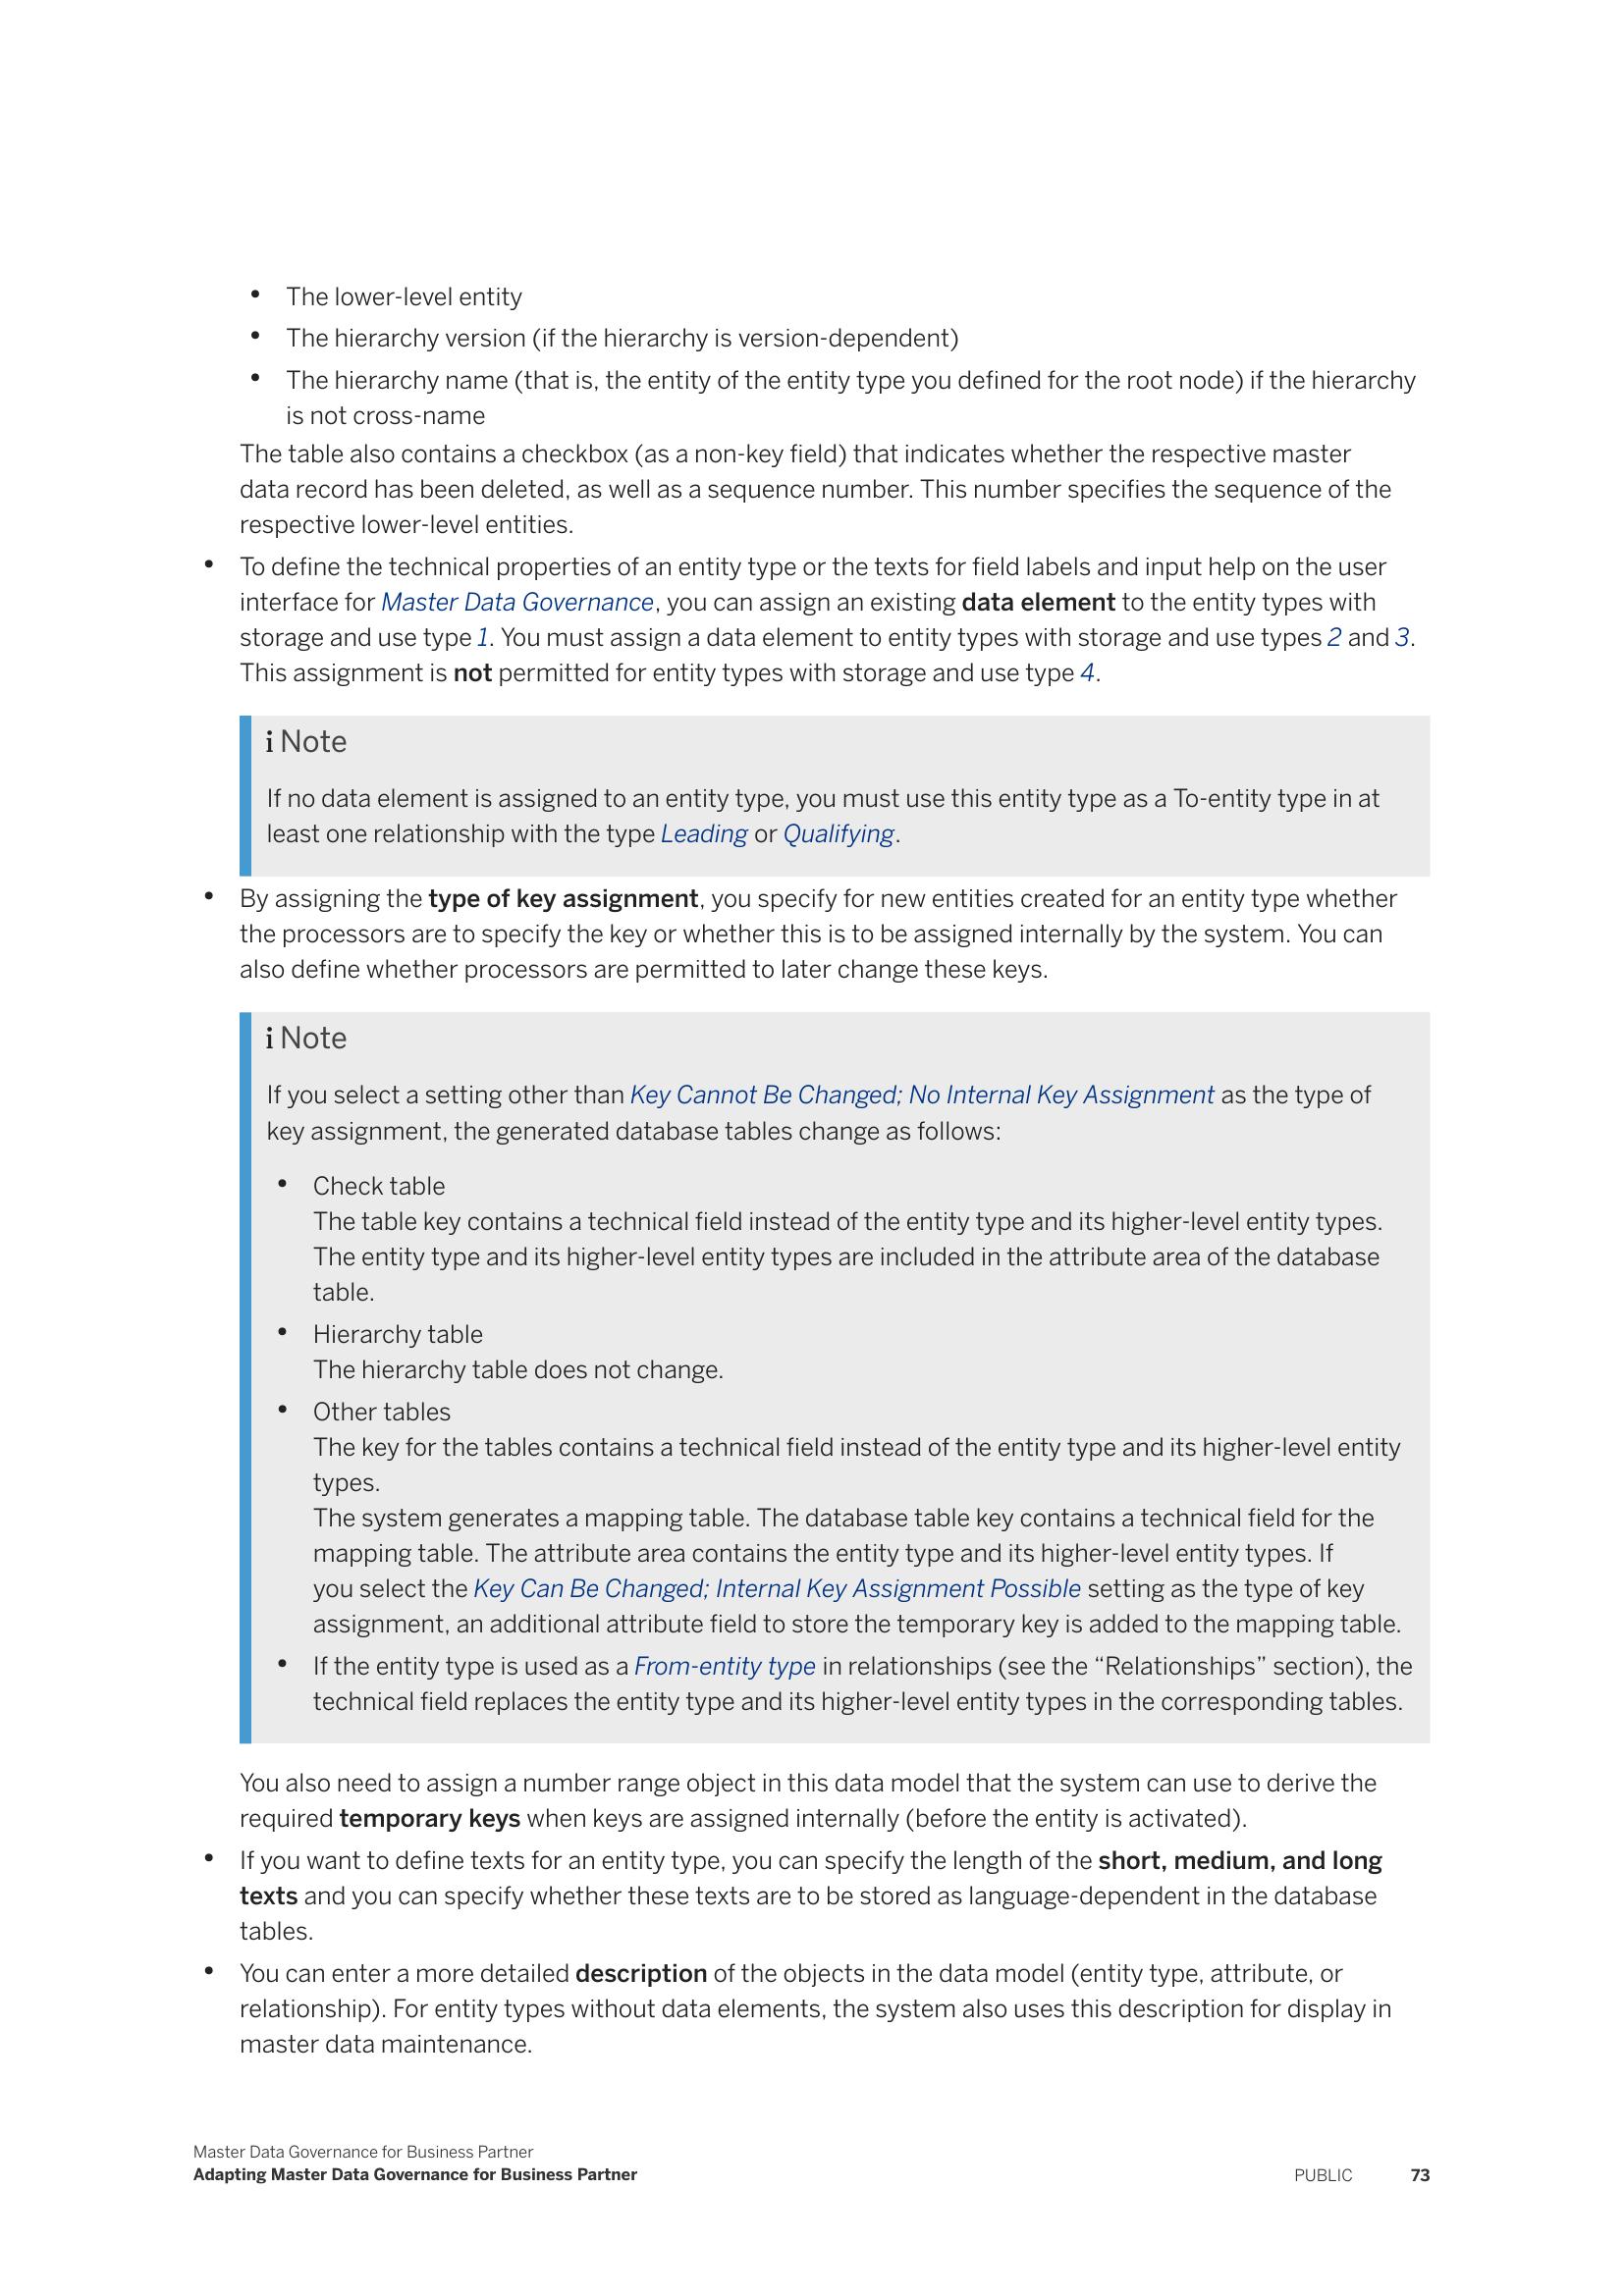 • The lower-level entity
• The hierarchy version (if the hierarchy is version-dependent)
• The hierarchy name (that is, the entity of the entity type you defined for the root node) if the hierarchy
is not cross-name
The table also contains a checkbox (as a non-key field) that indicates whether the respective master
data record has been deleted, as well as a sequence number. This number specifies the sequence of the
respective lower-level entities.
• To define the technical properties of an entity type or the texts for field labels and input help on the user
interface for Master Data Governance, you can assign an existing data element to the entity types with
storage and use type 1. You must assign a data element to entity types with storage and use types 2 and 3.
This assignment is not permitted for entity types with storage and use type 4.
i Note
If no data element is assigned to an entity type, you must use this entity type as a To-entity type in at
least one relationship with the type Leading or Qualifying.
• By assigning the type of key assignment, you specify for new entities created for an entity type whether
the processors are to specify the key or whether this is to be assigned internally by the system. You can
also define whether processors are permitted to later change these keys.
i Note
If you select a setting other than Key Cannot Be Changed; No Internal Key Assignment as the type of
key assignment, the generated database tables change as follows:
• Check table
The table key contains a technical field instead of the entity type and its higher-level entity types.
The entity type and its higher-level entity types are included in the attribute area of the database
table.
• Hierarchy table
The hierarchy table does not change.
• Other tables
The key for the tables contains a technical field instead of the entity type and its higher-level entity
types.
The system generates a mapping table. The database table key contains a technical field for the
mapping table. The attribute area contains the entity type and its higher-level entity types. If
you select the Key Can Be Changed; Internal Key Assignment Possible setting as the type of key
assignment, an additional attribute field to store the temporary key is added to the mapping table.
• If the entity type is used as a From-entity type in relationships (see the “Relationships” section), the
technical field replaces the entity type and its higher-level entity types in the corresponding tables.
You also need to assign a number range object in this data model that the system can use to derive the
required temporary keys when keys are assigned internally (before the entity is activated).
• If you want to define texts for an entity type, you can specify the length of the short, medium, and long
texts and you can specify whether these texts are to be stored as language-dependent in the database
tables.
• You can enter a more detailed description of the objects in the data model (entity type, attribute, or
relationship). For entity types without data elements, the system also uses this description for display in
master data maintenance.
Master Data Governance for Business Partner
Adapting Master Data Governance for Business Partner
PUBLIC 73